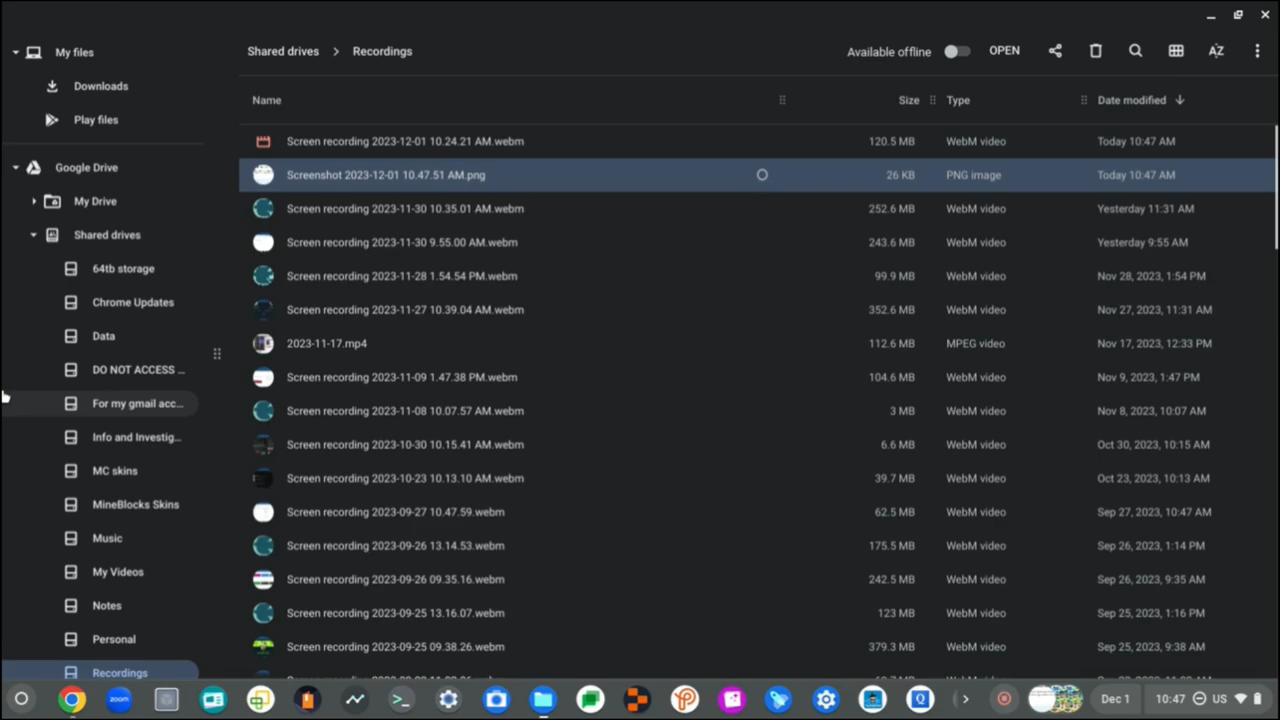 My files
Downloads
Play files
Google Drive
My Drive
Shared drives
64tb storage
Chrome Updates
Data
DO NOT ACCESS ...
For my gmail acc...
Info and Investig...
MC skins
MineBlocks Skins
Music
My Videos
Notes
Personal
Recordings
Shared drives > Recordings
Available offline OPEN AZ
Name Size Type Date modified
Screen recording 2023-12-01 10.24.21 AM.webm 120.5 MB WebM video Today 10:47 AM
Screenshot 2023-12-01 10.47.51 AM.png 26 KB PNG image Today 10:47 AM
Screen recording 2023-11-30 10.35.01 AM.webm 252.6 MB WebM video Yesterday 11:31 AM
Screen recording 2023-11-30 9.55.00 AM.webm 243.6 MB WebM video Yesterday 9:55 AM
Screen recording 2023-11-28 1.54.54 PM.webm 99.9 MB WebM video Nov 28, 2023, 1:54 PM
Screen recording 2023-11-27 10.39.04 AM.webm 352.6 MB WebM video Nov 27, 2023, 11:31 AM
2023-11-17.mp4 112.6 MB MPEG video Nov 17, 2023, 12:33 PM
Screen recording 2023-11-09 1.47.38 PM.webm 104.6 MB WebM video Nov 9, 2023, 1:47 PM
Screen recording 2023-11-08 10.07.57 AM.webm 3 MB WebM video Nov 8, 2023, 10:07 AM
Screen recording 2023-10-30 10.15.41 AM.webm 6.6 MB WebM video Oct 30, 2023, 10:15 AM
Screen recording 2023-10-23 10.13.10 AM.webm 39.7 MB WebM video Oct 23, 2023, 10:13 AM
Screen recording 2023-09-27 10.47.59.webm 62.5 MB WebM video Sep 27, 2023, 10:47 AM
Screen recording 2023-09-26 13.14.53.webm 175.5 MB WebM video Sep 26, 2023, 1:14 PM
Screen recording 2023-09-26 09.35.16.webm 242.5 MB WebM video Sep 26, 2023, 9:35 AM
Screen recording 2023-09-25 13.16.07.webm 123 MB WebM video Sep 25, 2023, 1:16 PM
Screen recording 2023-09-25 09.38.26.webm 379.3 MB WebM video Sep 25, 2023, 9:38 AM
zoom Dec 1 10:47 US